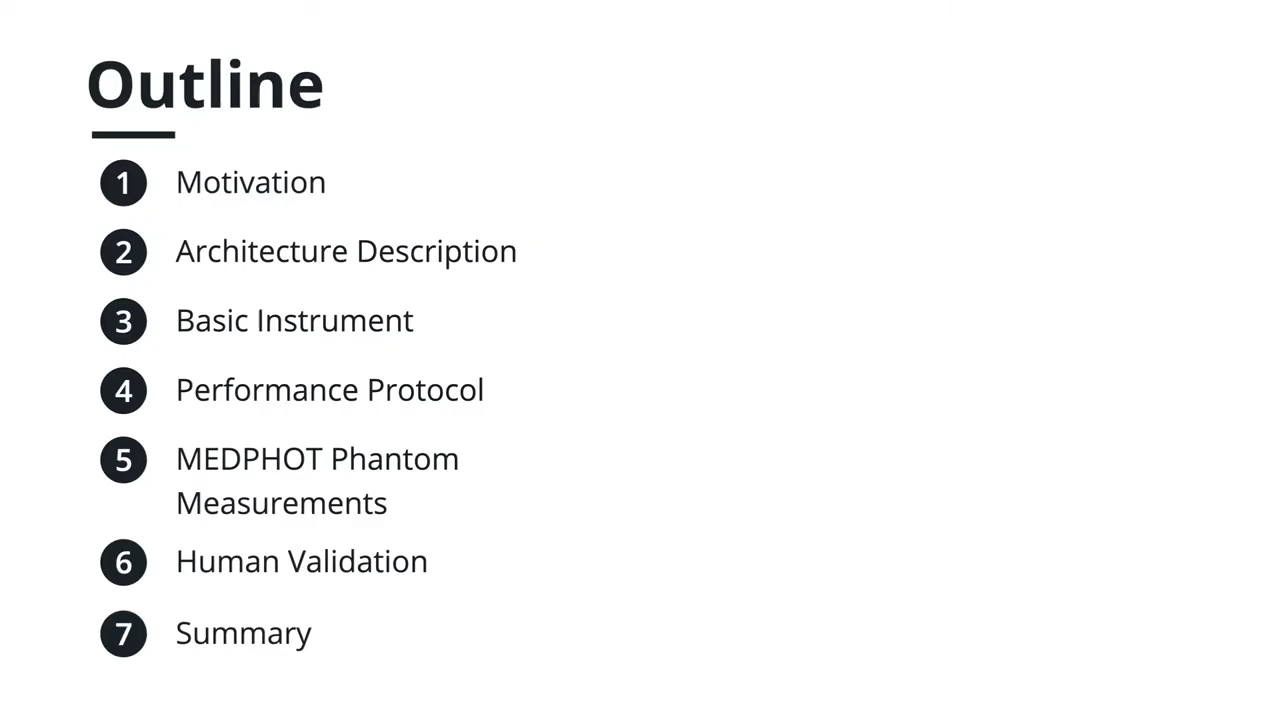 Outline
1 Motivation
2 Architecture Description
3 Basic Instrument
4 Performance Protocol
5 MEDPHOT Phantom
Measurements
6 Human Validation
7 Summary